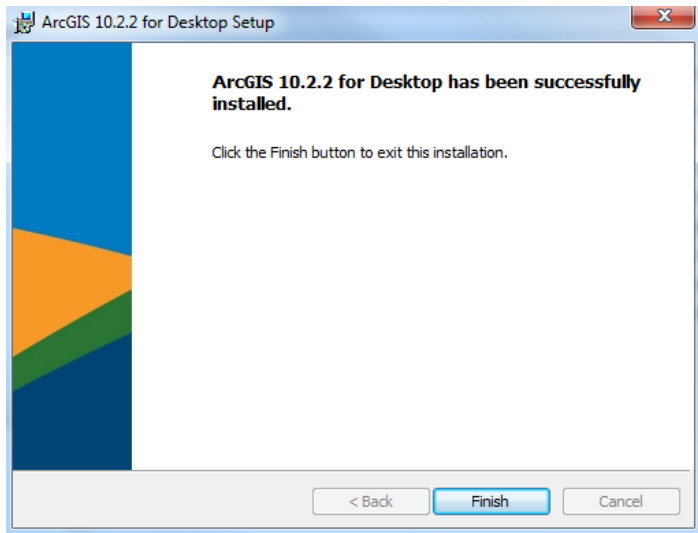 ArcGIS 10.2.2 for Desktop Setup
ArcGIS 10.2.2 for Desktop has been successfully
installed.
Click the Finish button to exit this installation.
< Back Finish Cancel